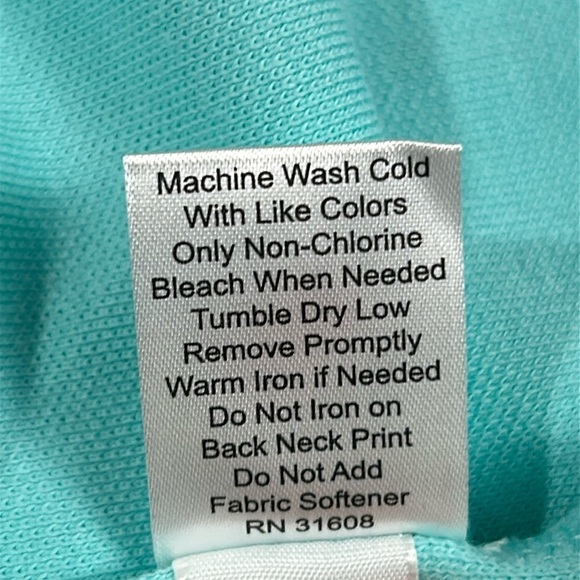 Machine Wash Cold
With Like Colors
Only Non-Chlorine
Bleach When Needed
Tumble Dry Low
Remove Promptly
Warm Iron if Needed
Do Not Iron on
Back Neck Print
Do Not Add
Fabric Softener
RN 31608